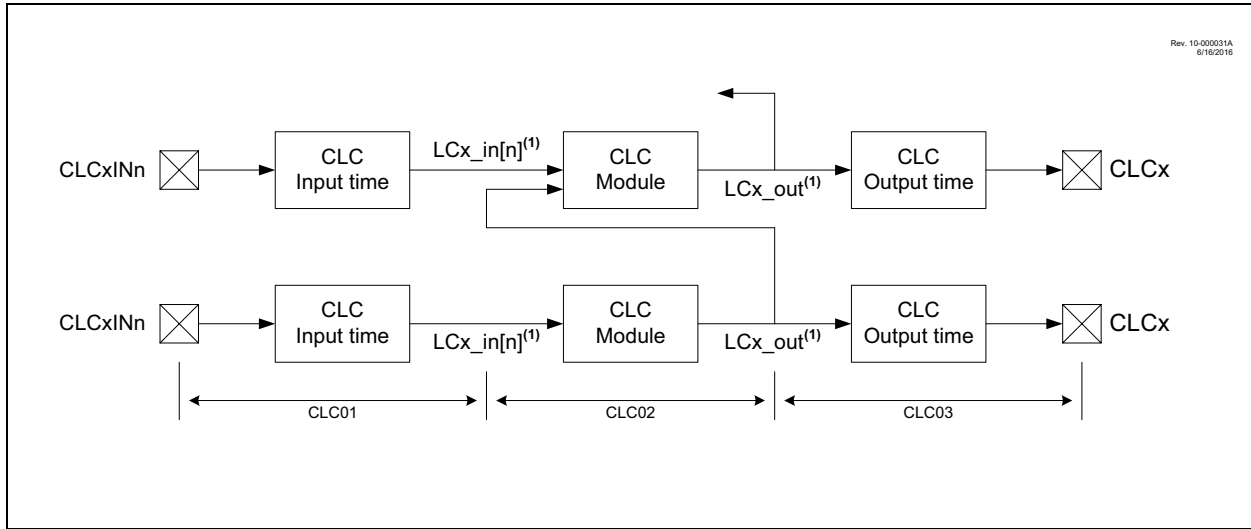 Rev. 10-000031A
6/16/2016
CLCxINn
CLC
Input time
LCx_in[n](1)
CLC
Module
LCx_out(1)
CLC
Output time
CLCx
CLCxINn
CLC
Input time
LCx_in[n](1)
CLC
Module
LCx_out(1)
CLC
Output time
CLCx
CLC01
CLC02
CLC03